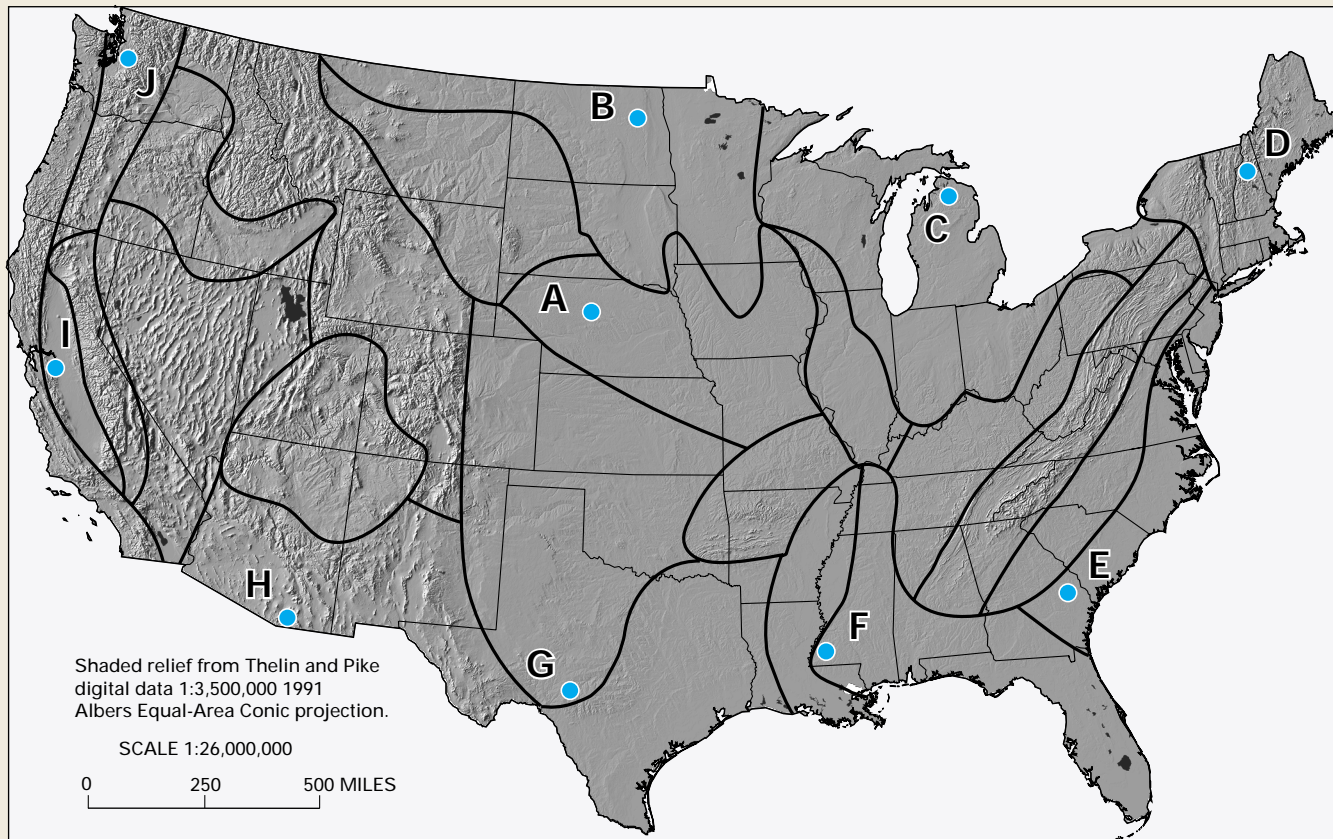 J
B
D
C
A
I
H
E
F
G
Shaded relief from Thelin and Pike
digital data 1:3,500,000 1991
Albers Equal-Area Conic projection.
SCALE 1:26,000,000
0 250 500 MILES